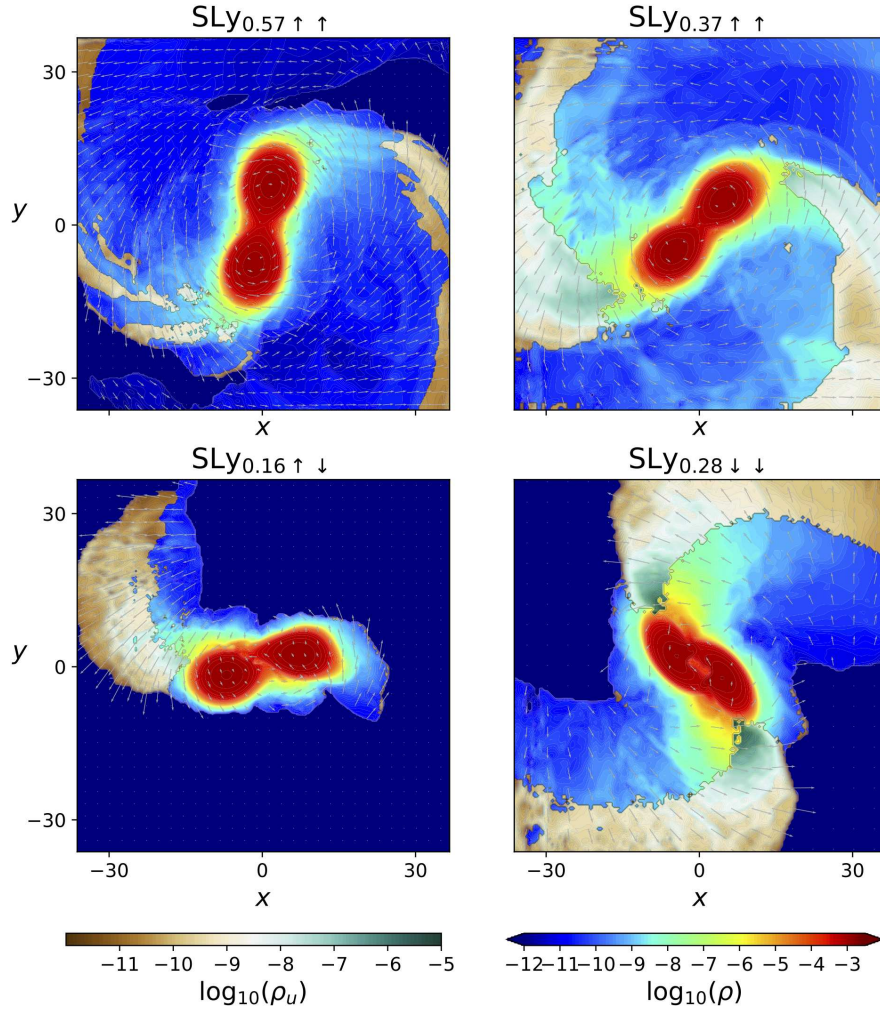 SLy0.57↑ ↑
SLy0.37↑ ↑
30
0
−30
y
x
x
SLy0.16↑ ↓
SLy0.28↓ ↓
30
0
−30
y
−30 0 30
−30 0 30
x
x
−11 −10 −9 −8 −7 −6 −5
log10(ρu)
−12 −11 −10 −9 −8 −7 −6 −5 −4 −3
log10(ρ)